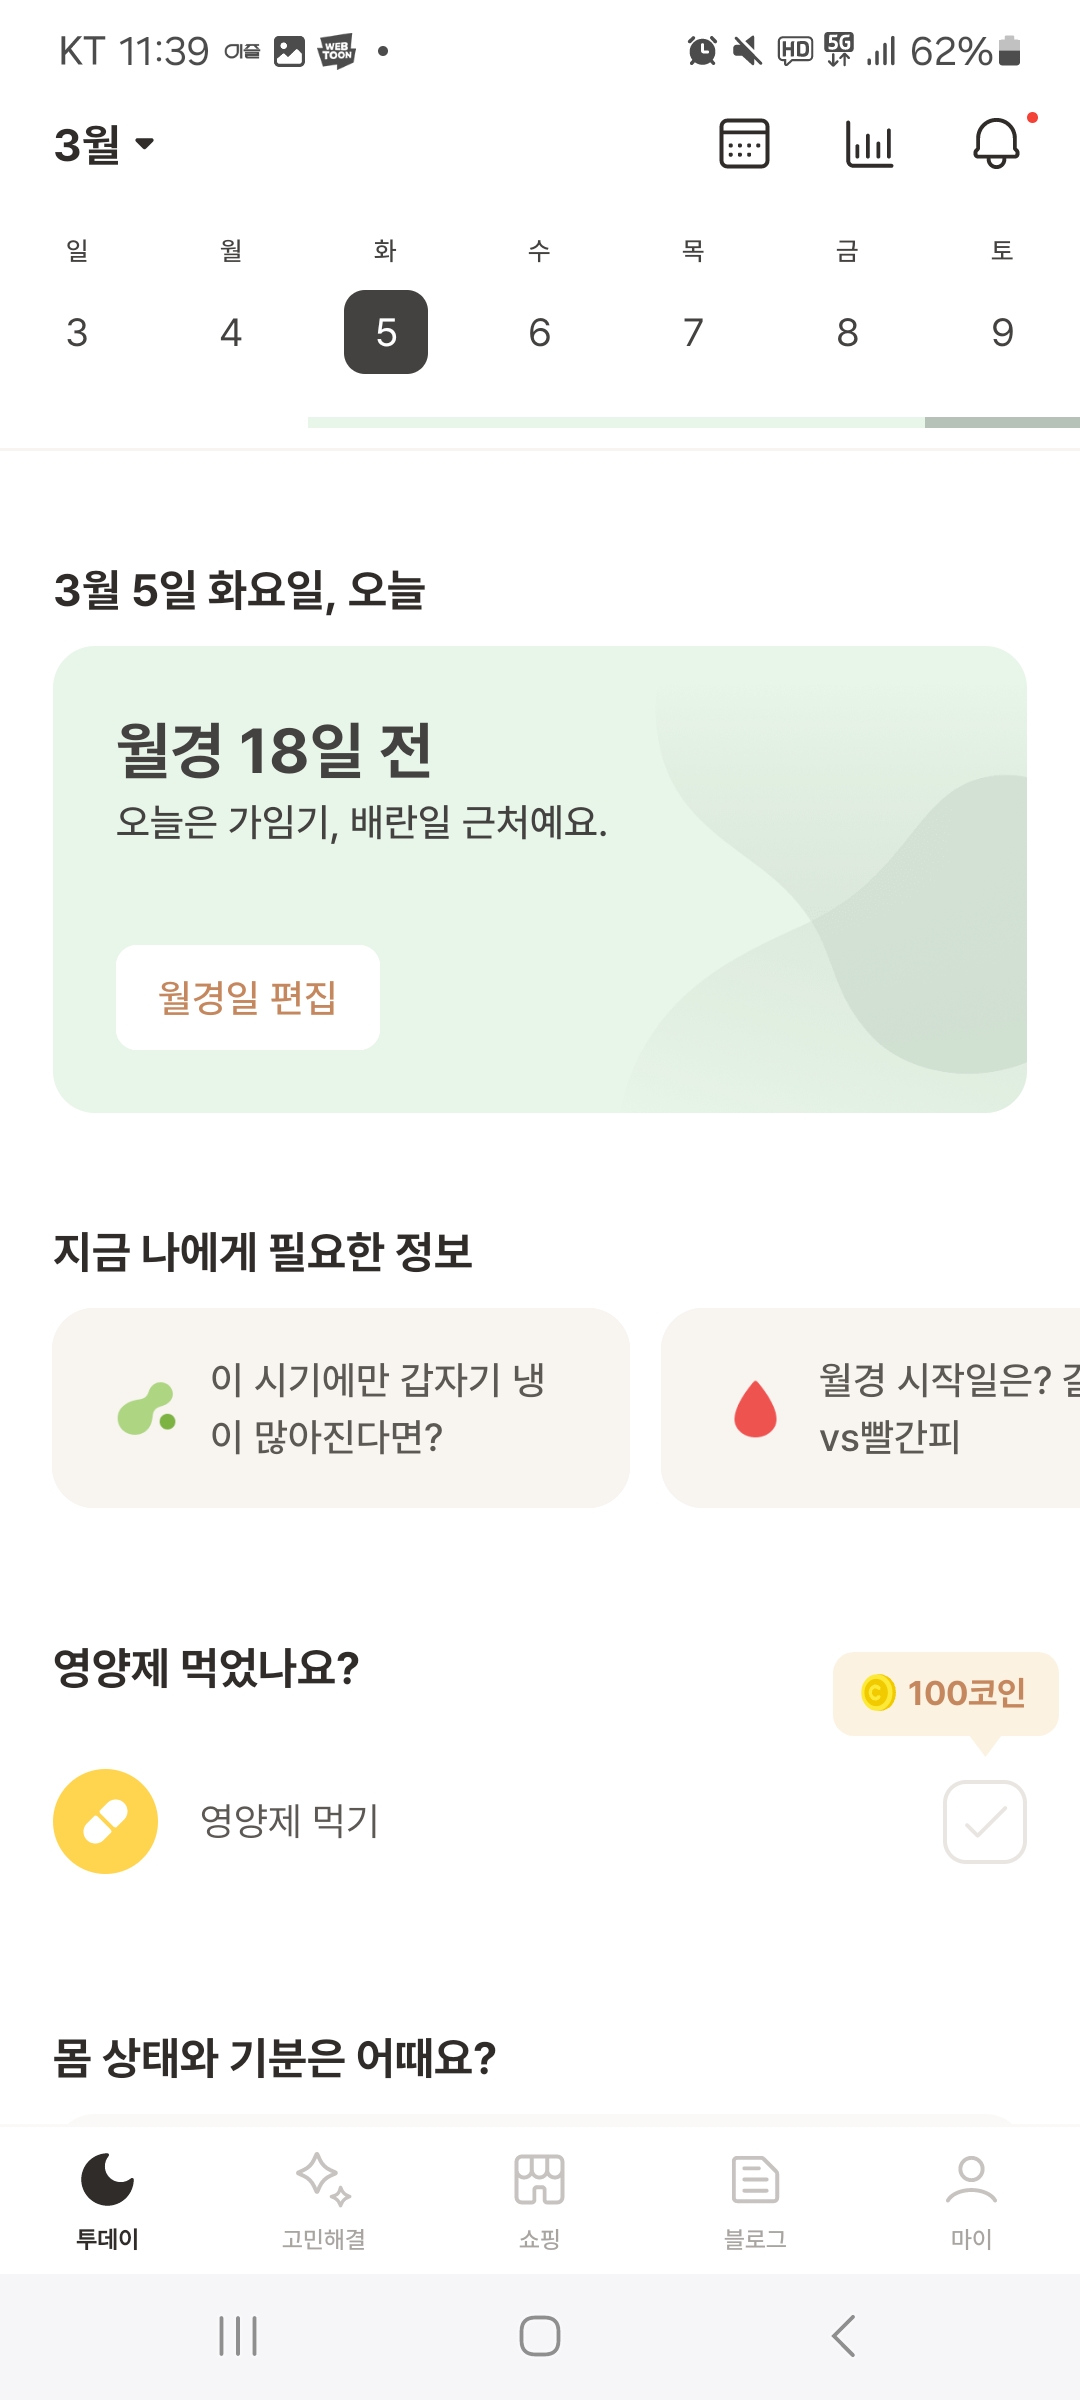 KT 11:39 WEB TOON HD 5G 62%
3월
일 월 화 수 목 금 토
3 4 5 6 7 8 9
3월 5일 화요일, 오늘
월경 18일 전
오늘은 가임기, 배란일 근처예요.
월경일 편집
지금 나에게 필요한 정보
이 시기에만 갑자기 냉
이 많아진다면?
월경 시작일은?
vs빨간피
영양제 먹었나요?
100코인
영양제 먹기
몸 상태와 기분은 어때요?
투데이 고민해결 쇼핑 블로그 마이